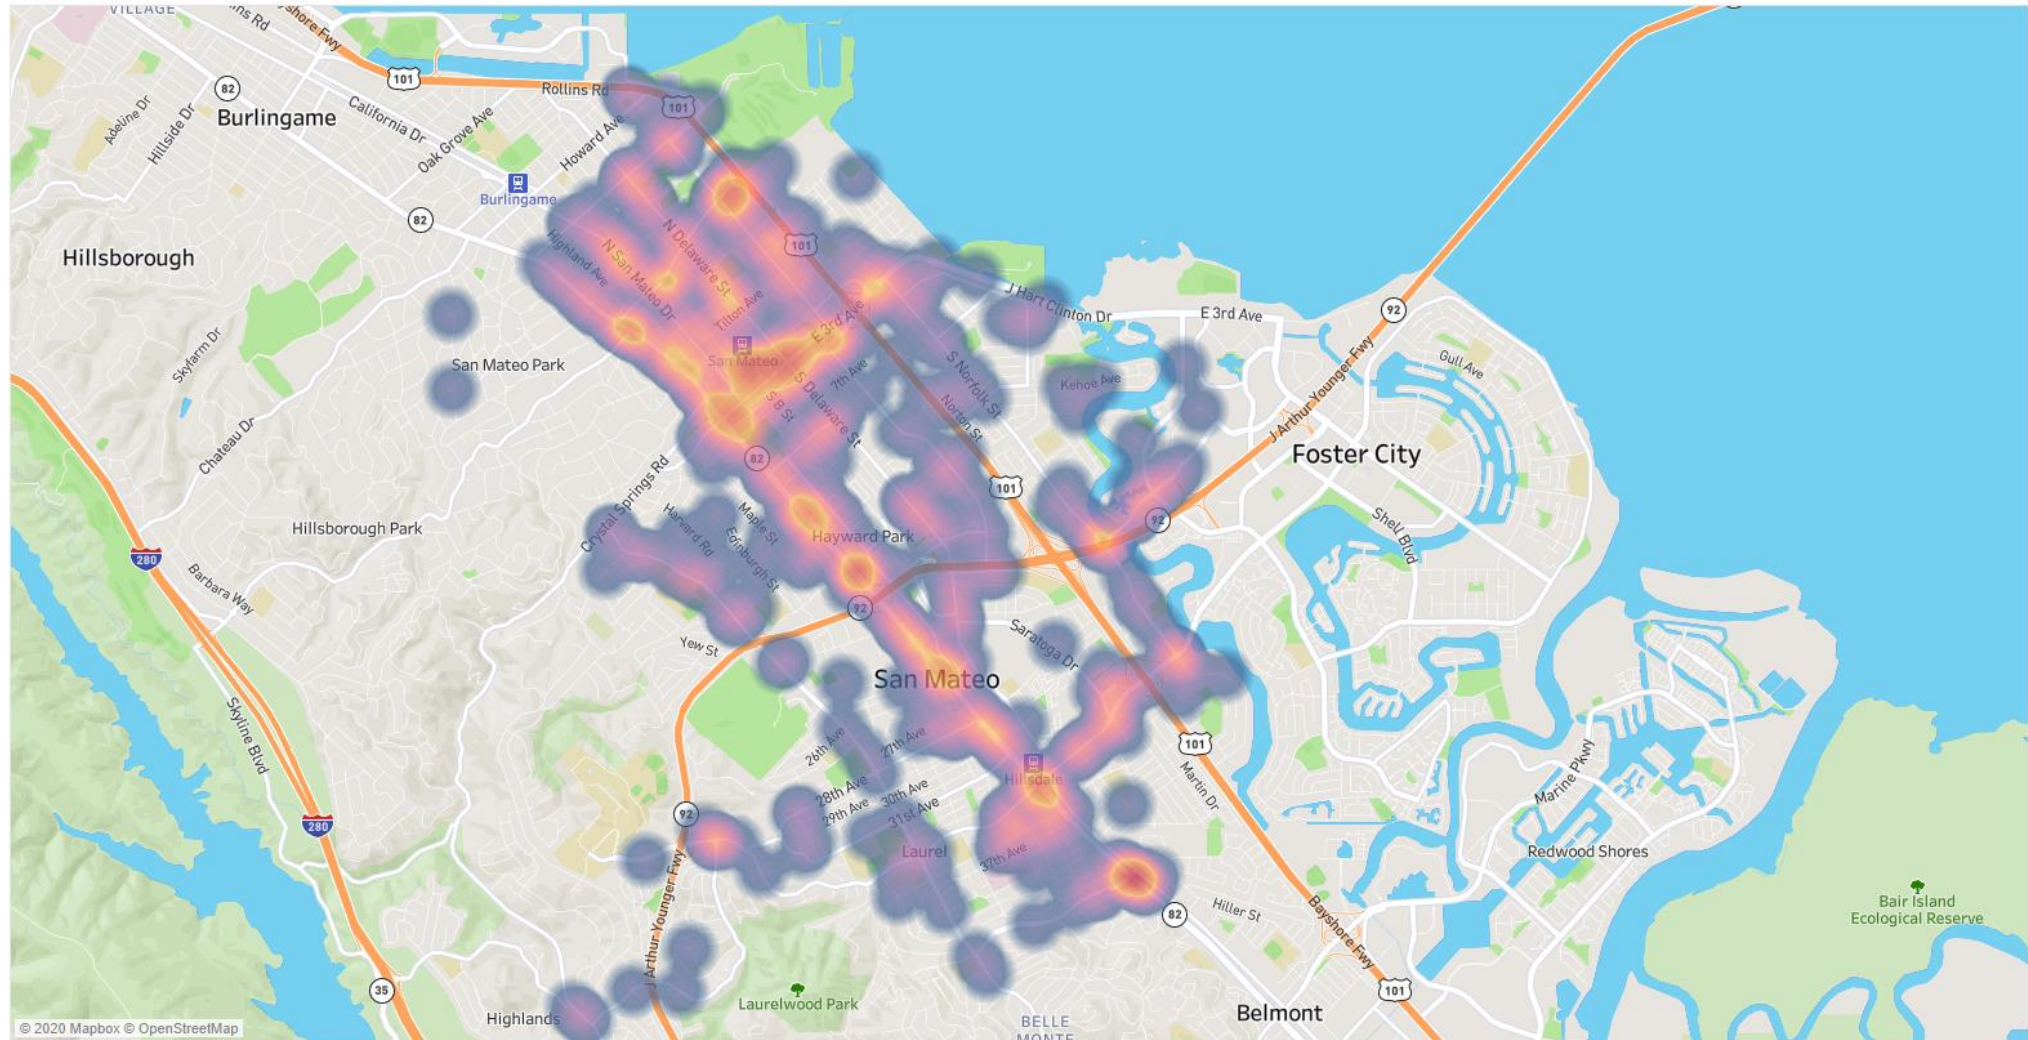 VILLAGE
ins Rd
yshore Fwy
101
Rollins Rd
101
82
Burlingame
California Dr
Adeline Dr
Hillside Dr
Oak Grove Ave
Howard Ave
Burlingame
82
Hillsborough
Highland Ave
N San Mateo Dr
N Delaware St
Tilton Ave
101
E 3rd Ave
J Hart Clinton Dr
E 3rd Ave
92
Skyfarm Dr
San Mateo Park
San Mateo
7th Ave
S Norfolk St
Kehoe Ave
Gull Ave
J Arthur Younger Fwy
S B St
S Delaware St
Norton St
Chateau Dr
82
Foster City
Crystal Springs Rd
101
Hillsborough Park
Harvard Rd
Maple St
Edinburgh St
Hayward Park
92
Shell Blvd
280
Barbara Way
92
Yew St
Saratoga Dr
San Mateo
Skyline Blvd
26th Ave
27th Ave
101
Hillsdale
Martin Dr
Marine Pkwy
28th Ave
30th Ave
29th Ave
31st Ave
92
280
Laurel
37th Ave
Redwood Shores
J Arthur Younger Fwy
82
Hiller St
Bayshore Fwy
Bair Island
Ecological Reserve
35
101
Laurelwood Park
Highlands
Belmont
BELLE
MONTE
© 2020 Mapbox © OpenStreetMap